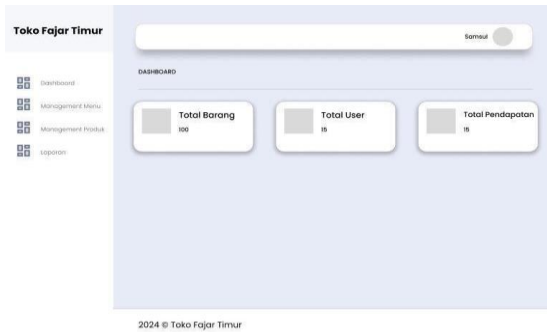 Toko Fajar Timur
Samsul
Dashboard
Management Menu
Management Produk
Laporan
DASHBOARD
Total Barang
100
Total User
15
Total Pendapatan
15
2024 © Toko Fajar Timur